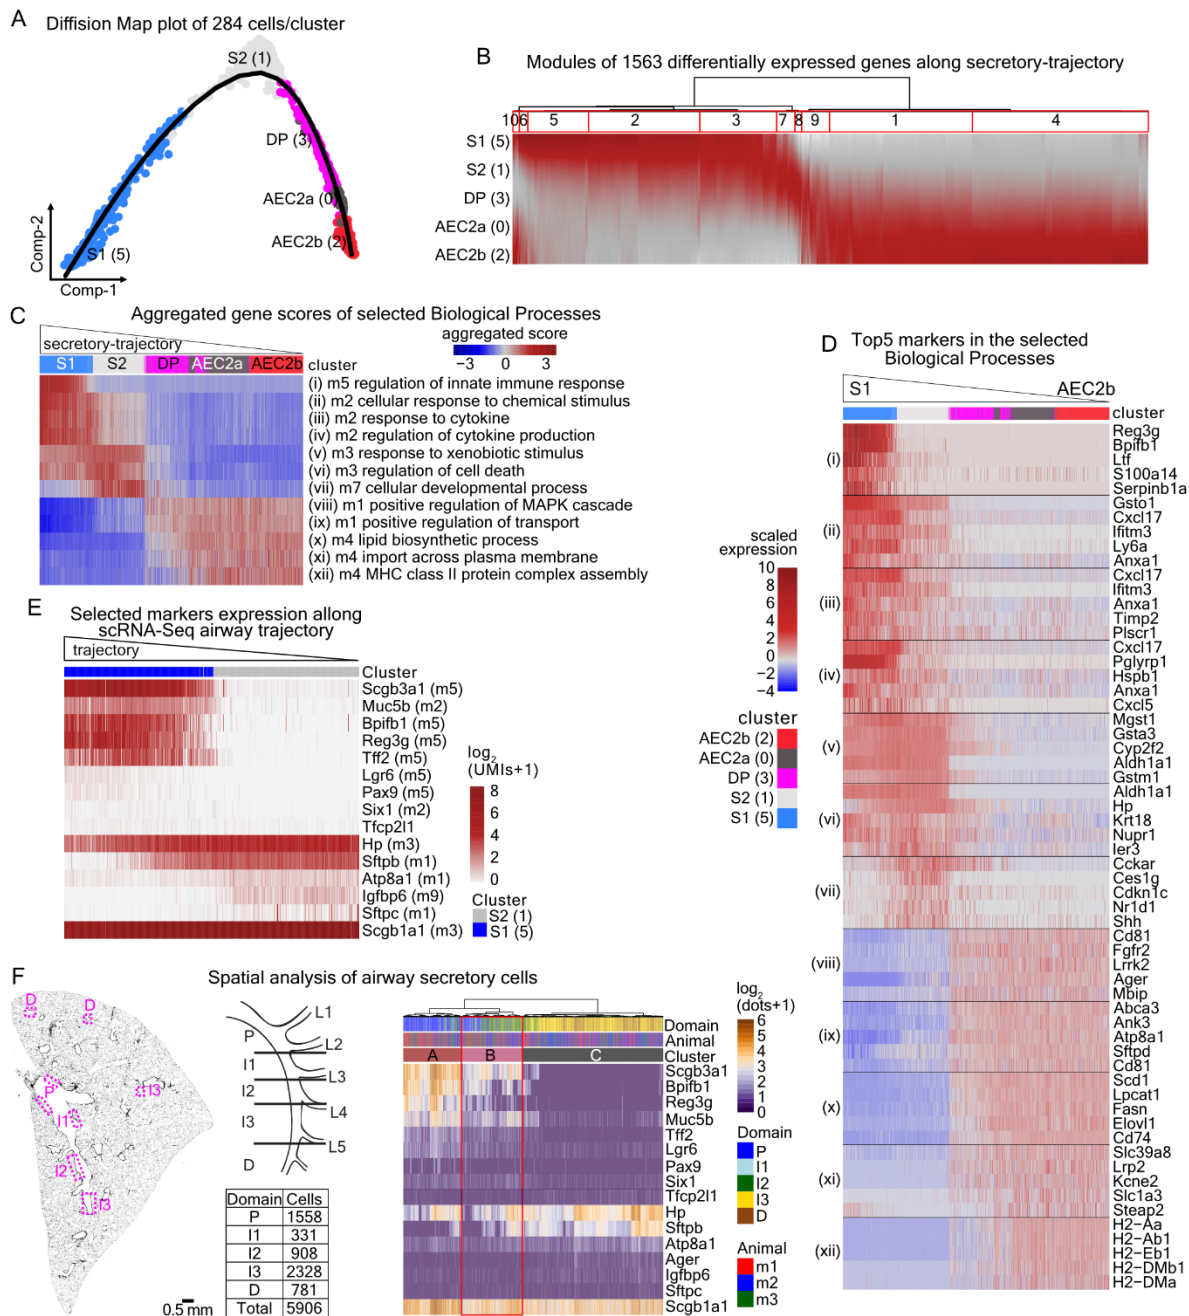 A
Diffision Map plot of 284 cells/cluster
S2 (1)
DP (3)
AEC2a (0)
AEC2b (2)
S1 (5)
Comp-2
Comp-1
B
Modules of 1563 differentially expressed genes along secretory-trajectory
10 6 5 2 3 7 8 9 1 4
S1 (5)
S2 (1)
DP (3)
AEC2a (0)
AEC2b (2)
C
Aggregated gene scores of selected Biological Processes
aggregated score
−3 0 3
secretory-trajectory
S1 S2 DP AEC2a AEC2b
cluster
(i) m5 regulation of innate immune response
(ii) m2 cellular response to chemical stimulus
(iii) m2 response to cytokine
(iv) m2 regulation of cytokine production
(v) m3 response to xenobiotic stimulus
(vi) m3 regulation of cell death
(vii) m7 cellular developmental process
(viii) m1 positive regulation of MAPK cascade
(ix) m1 positive regulation of transport
(x) m4 lipid biosynthetic process
(xi) m4 import across plasma membrane
(xii) m4 MHC class II protein complex assembly
D
Top5 markers in the selected
Biological Processes
S1 AEC2b
cluster
(i)
Reg3g
Bpifb1
Ltf
S100a14
Serpinb1a
(ii)
Gsto1
Cxcl17
Ifitm3
Ly6a
Anxa1
(iii)
Cxcl17
Ifitm3
Anxa1
Timp2
Plscr1
(iv)
Cxcl17
Pglyrp1
Hspb1
Anxa1
Cxcl5
(v)
Mgst1
Gsta3
Cyp2f2
Aldh1a1
Gstm1
(vi)
Aldh1a1
Hp
Krt18
Nupr1
Ier3
(vii)
Cckar
Ces1g
Cdkn1c
Nr1d1
Shh
(viii)
Cd81
Fgfr2
Lrrk2
Ager
Mbip
(ix)
Abca3
Ank3
Atp8a1
Sftpd
Cd81
(x)
Scd1
Lpcat1
Fasn
Elovl1
Cd74
(xi)
Slc39a8
Lrp2
Kcne2
Slc1a3
Steap2
(xii)
H2−Aa
H2−Ab1
H2−Eb1
H2−DMb1
H2−DMa
scaled
expression
10
8
6
4
2
0
−2
−4
cluster
AEC2b (2)
AEC2a (0)
DP (3)
S2 (1)
S1 (5)
E
Selected markers expression allong
scRNA-Seq airway trajectory
trajectory
Cluster
Scgb3a1 (m5)
Muc5b (m2)
Bpifb1 (m5)
Reg3g (m5)
Tff2 (m5)
Lgr6 (m5)
Pax9 (m5)
Six1 (m2)
Tfcp2l1
Hp (m3)
Sftpb (m1)
Atp8a1 (m1)
Igfbp6 (m9)
Sftpc (m1)
Scgb1a1 (m3)
log2
(UMIs+1)
8
6
4
2
0
Cluster
S2 (1)
S1 (5)
F
Spatial analysis of airway secretory cells
D D
P
I3
I1
I2
I3
0.5 mm
L1
P
L2
I1
L3
I2
L4
I3
L5
D
Domain Cells
P 1558
I1 331
I2 908
I3 2328
D 781
Total 5906
Domain
Animal
Cluster
A B C
Scgb3a1
Bpifb1
Reg3g
Muc5b
Tff2
Lgr6
Pax9
Six1
Tfcp2l1
Hp
Sftpb
Atp8a1
Ager
Igfbp6
Sftpc
Scgb1a1
log2
(dots+1)
6
5
4
3
2
1
0
Domain
P
I1
I2
I3
D
Animal
m1
m2
m3